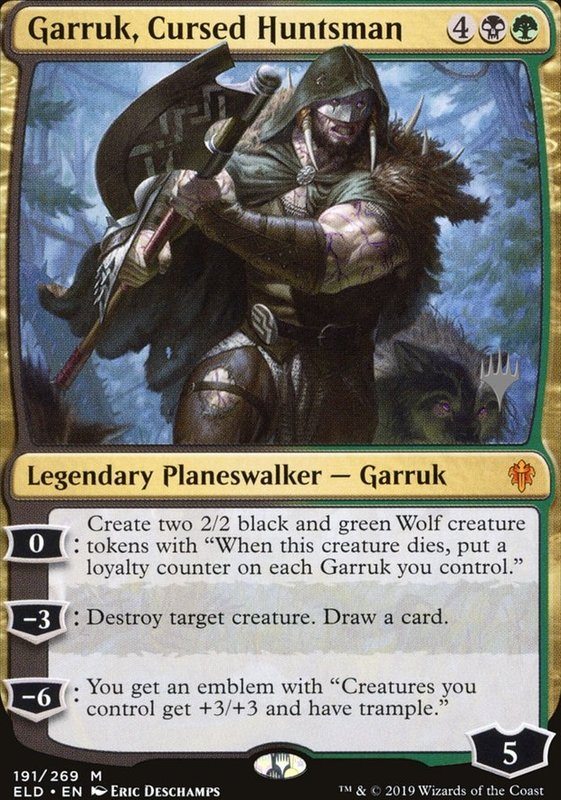 Garruk, Cursed Huntsman 4
Legendary Planeswalker — Garruk
0 : Create two 2/2 black and green Wolf creature
tokens with “When this creature dies, put a
loyalty counter on each Garruk you control.”
−3 : Destroy target creature. Draw a card.
−6 : You get an emblem with “Creatures you
control get +3/+3 and have trample.”
5
191/269 M
ELD • EN Eric Deschamps
™ & © 2019 Wizards of the Coast